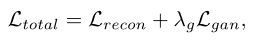 ℒ_{total} = ℒ_{recon} + λ_g ℒ_{gan},